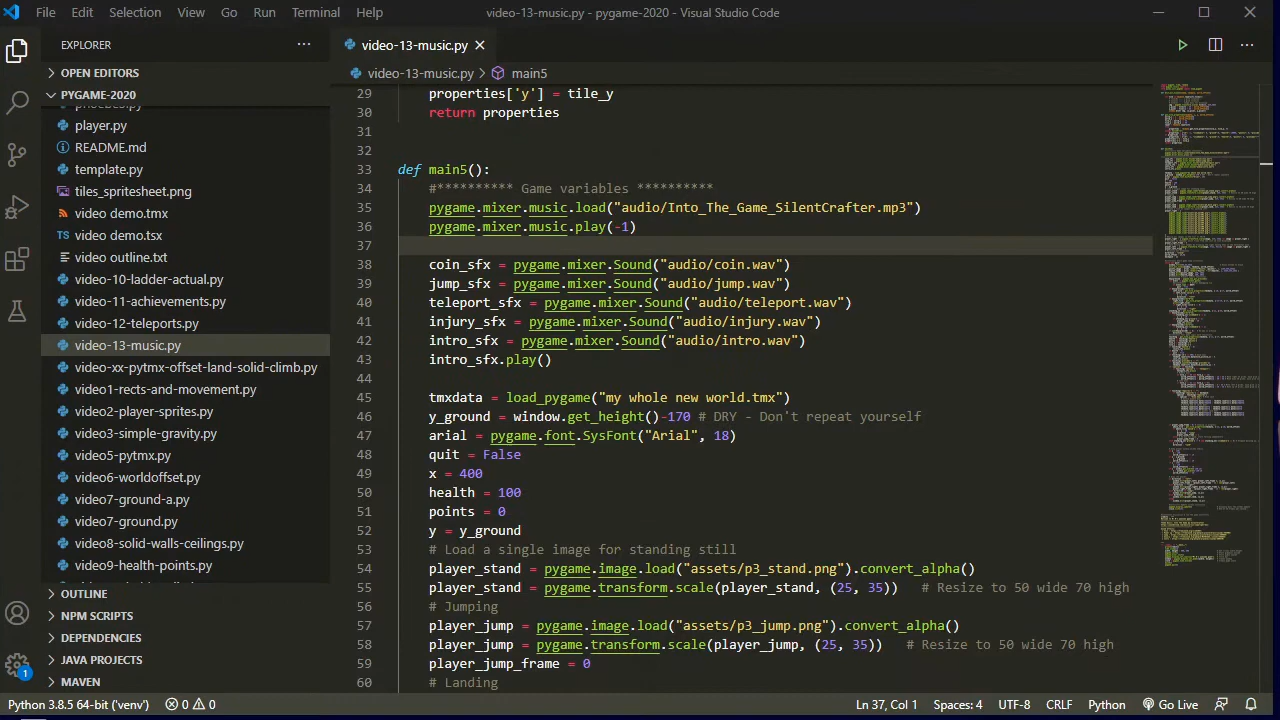 File Edit Selection View Go Run Terminal Help video-13-music.py - pygame-2020 - Visual Studio Code
EXPLORER
video-13-music.py
OPEN EDITORS
video-13-music.py > main5
PYGAME-2020
player.py
README.md
template.py
tiles_spritesheet.png
video demo.tmx
video demo.tsx
video outline.txt
video-10-ladder-actual.py
video-11-achievements.py
video-12-teleports.py
video-13-music.py
video-xx-pytmx-offset-land-solid-climb.py
video1-rects-and-movement.py
video2-player-sprites.py
video3-simple-gravity.py
video5-pytmx.py
video6-worldoffset.py
video7-ground-a.py
video7-ground.py
video8-solid-walls-ceilings.py
video9-health-points.py
OUTLINE
NPM SCRIPTS
DEPENDENCIES
JAVA PROJECTS
MAVEN
29 properties['y'] = tile_y
30 return properties
31
32
33 def main5():
34 #********** Game variables **********
35 pygame.mixer.music.load("audio/Into_The_Game_SilentCrafter.mp3")
36 pygame.mixer.music.play(-1)
37
38 coin_sfx = pygame.mixer.Sound("audio/coin.wav")
39 jump_sfx = pygame.mixer.Sound("audio/jump.wav")
40 teleport_sfx = pygame.mixer.Sound("audio/teleport.wav")
41 injury_sfx = pygame.mixer.Sound("audio/injury.wav")
42 intro_sfx = pygame.mixer.Sound("audio/intro.wav")
43 intro_sfx.play()
44
45 tmxdata = load_pygame("my whole new world.tmx")
46 y_ground = window.get_height()-170 # DRY - Don't repeat yourself
47 arial = pygame.font.SysFont("Arial", 18)
48 quit = False
49 x = 400
50 health = 100
51 points = 0
52 y = y_ground
53 # Load a single image for standing still
54 player_stand = pygame.image.load("assets/p3_stand.png").convert_alpha()
55 player_stand = pygame.transform.scale(player_stand, (25, 35)) # Resize to 50 wide 70 high
56 # Jumping
57 player_jump = pygame.image.load("assets/p3_jump.png").convert_alpha()
58 player_jump = pygame.transform.scale(player_jump, (25, 35)) # Resize to 50 wide 70 high
59 player_jump_frame = 0
60 # Landing
1
Python 3.8.5 64-bit ('venv') 0 0 Ln 37, Col 1 Spaces: 4 UTF-8 CRLF Python Go Live